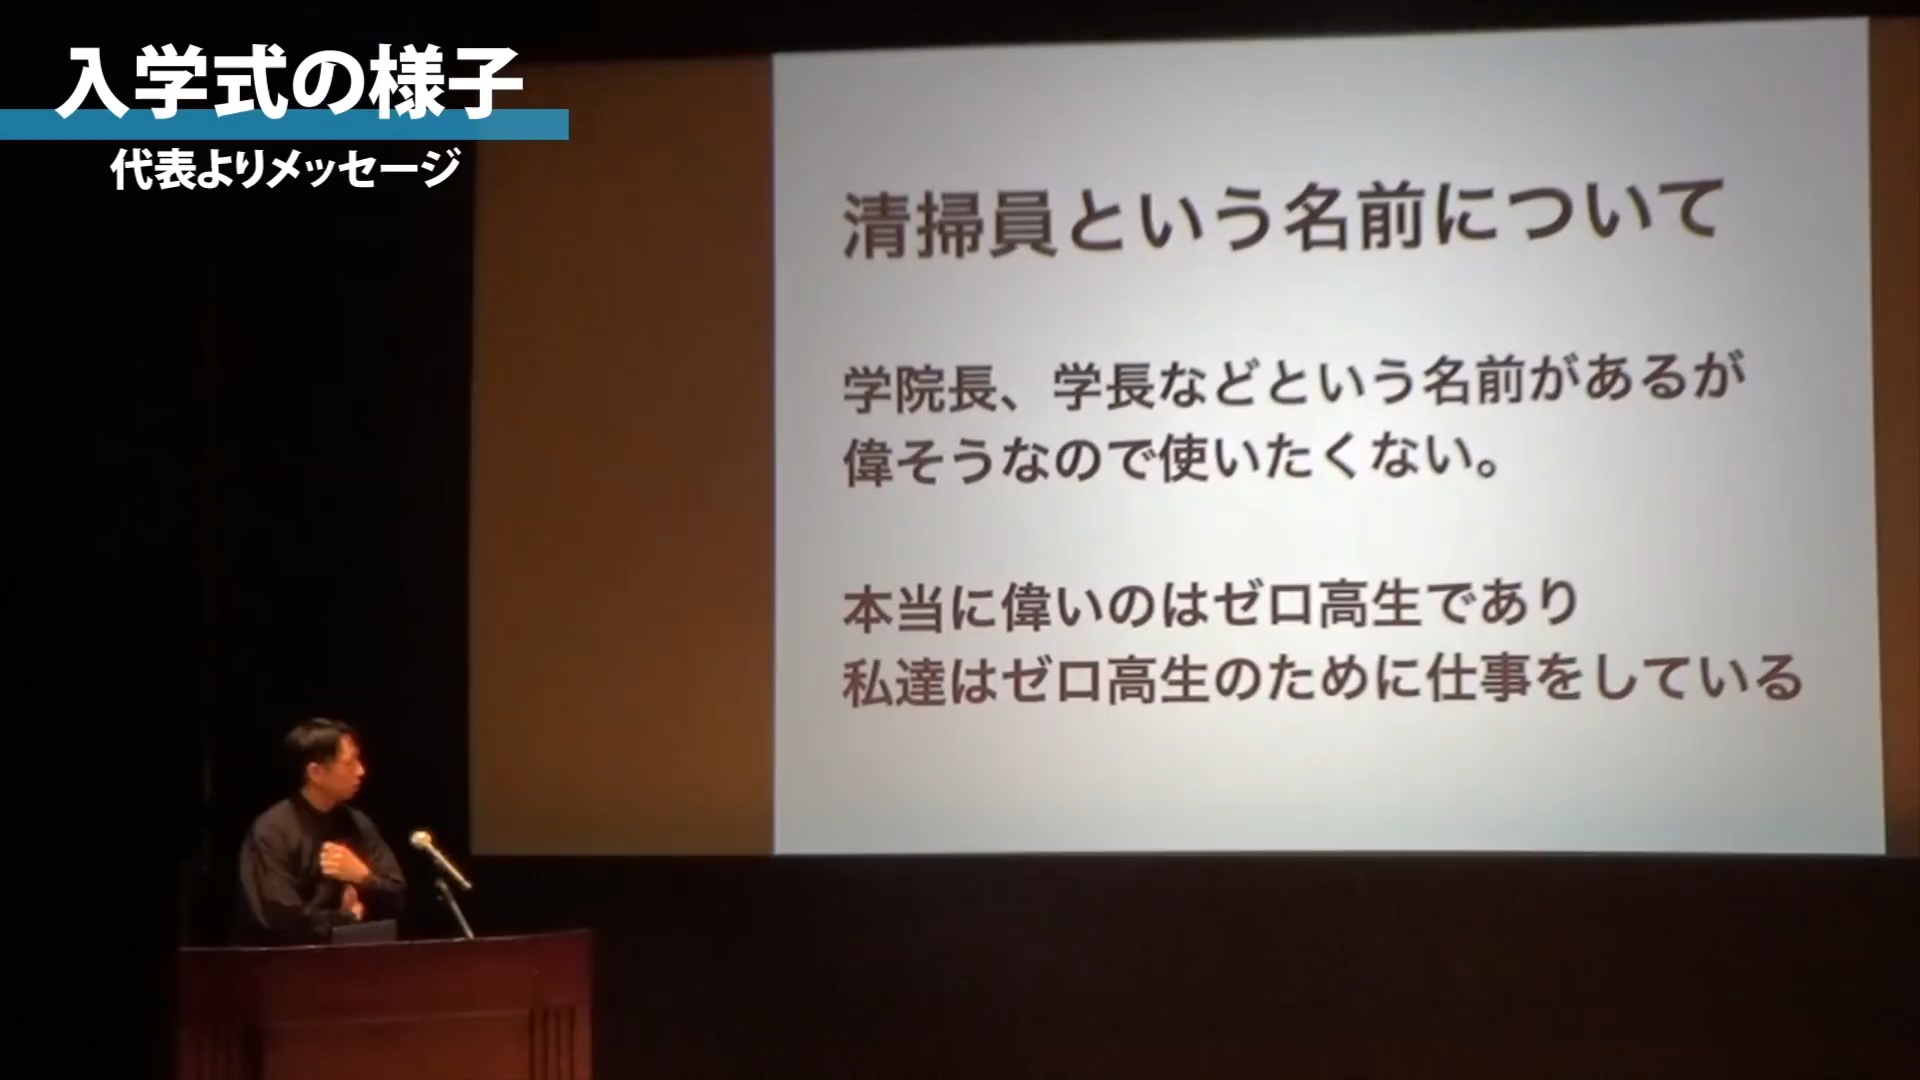 入学式の様子
代表よりメッセージ
清掃員という名前について
学院長、学長などという名前があるが
偉そうなので使いたくない。
本当に偉いのはゼロ高生であり
私達はゼロ高生のために仕事をしている